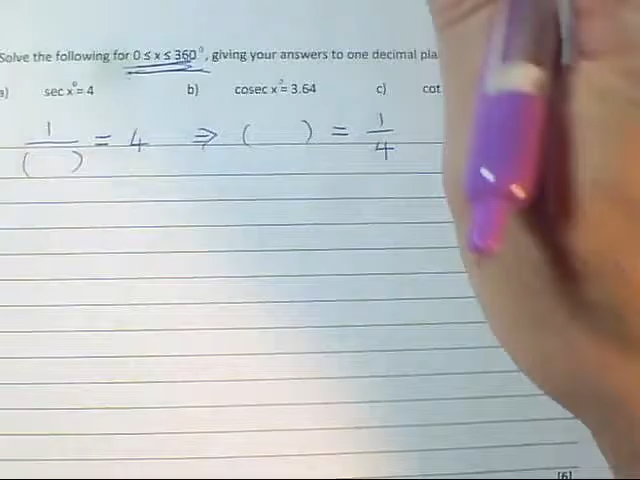 Solve the following for 0 ≤ x ≤ 360°, giving your answers to one decimal
a) sec x° = 4 b) cosec x° = 3.64 c) cot
1/( ) = 4 ⇒ ( ) = 1/4
[6]